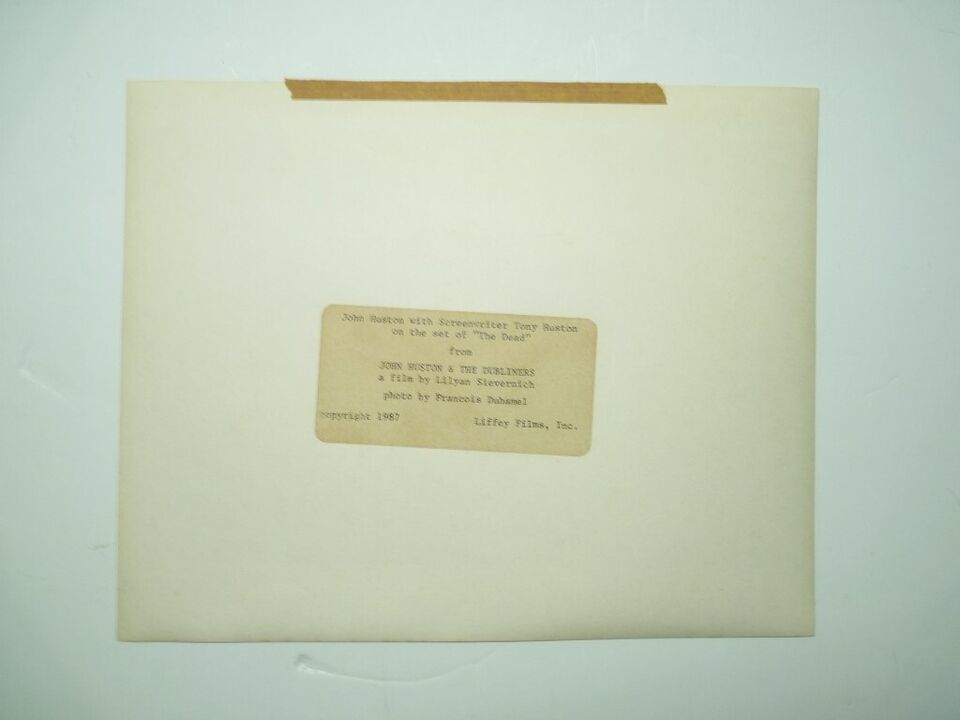 John Huston with Screenwriter Tony Huston
on the set of "The Dead"
from
JOHN HUSTON & THE DUBLINERS
a film by Lilyan Sievernich
photo by Francois Duhamel
copyright 1987 Liffey Films, Inc.